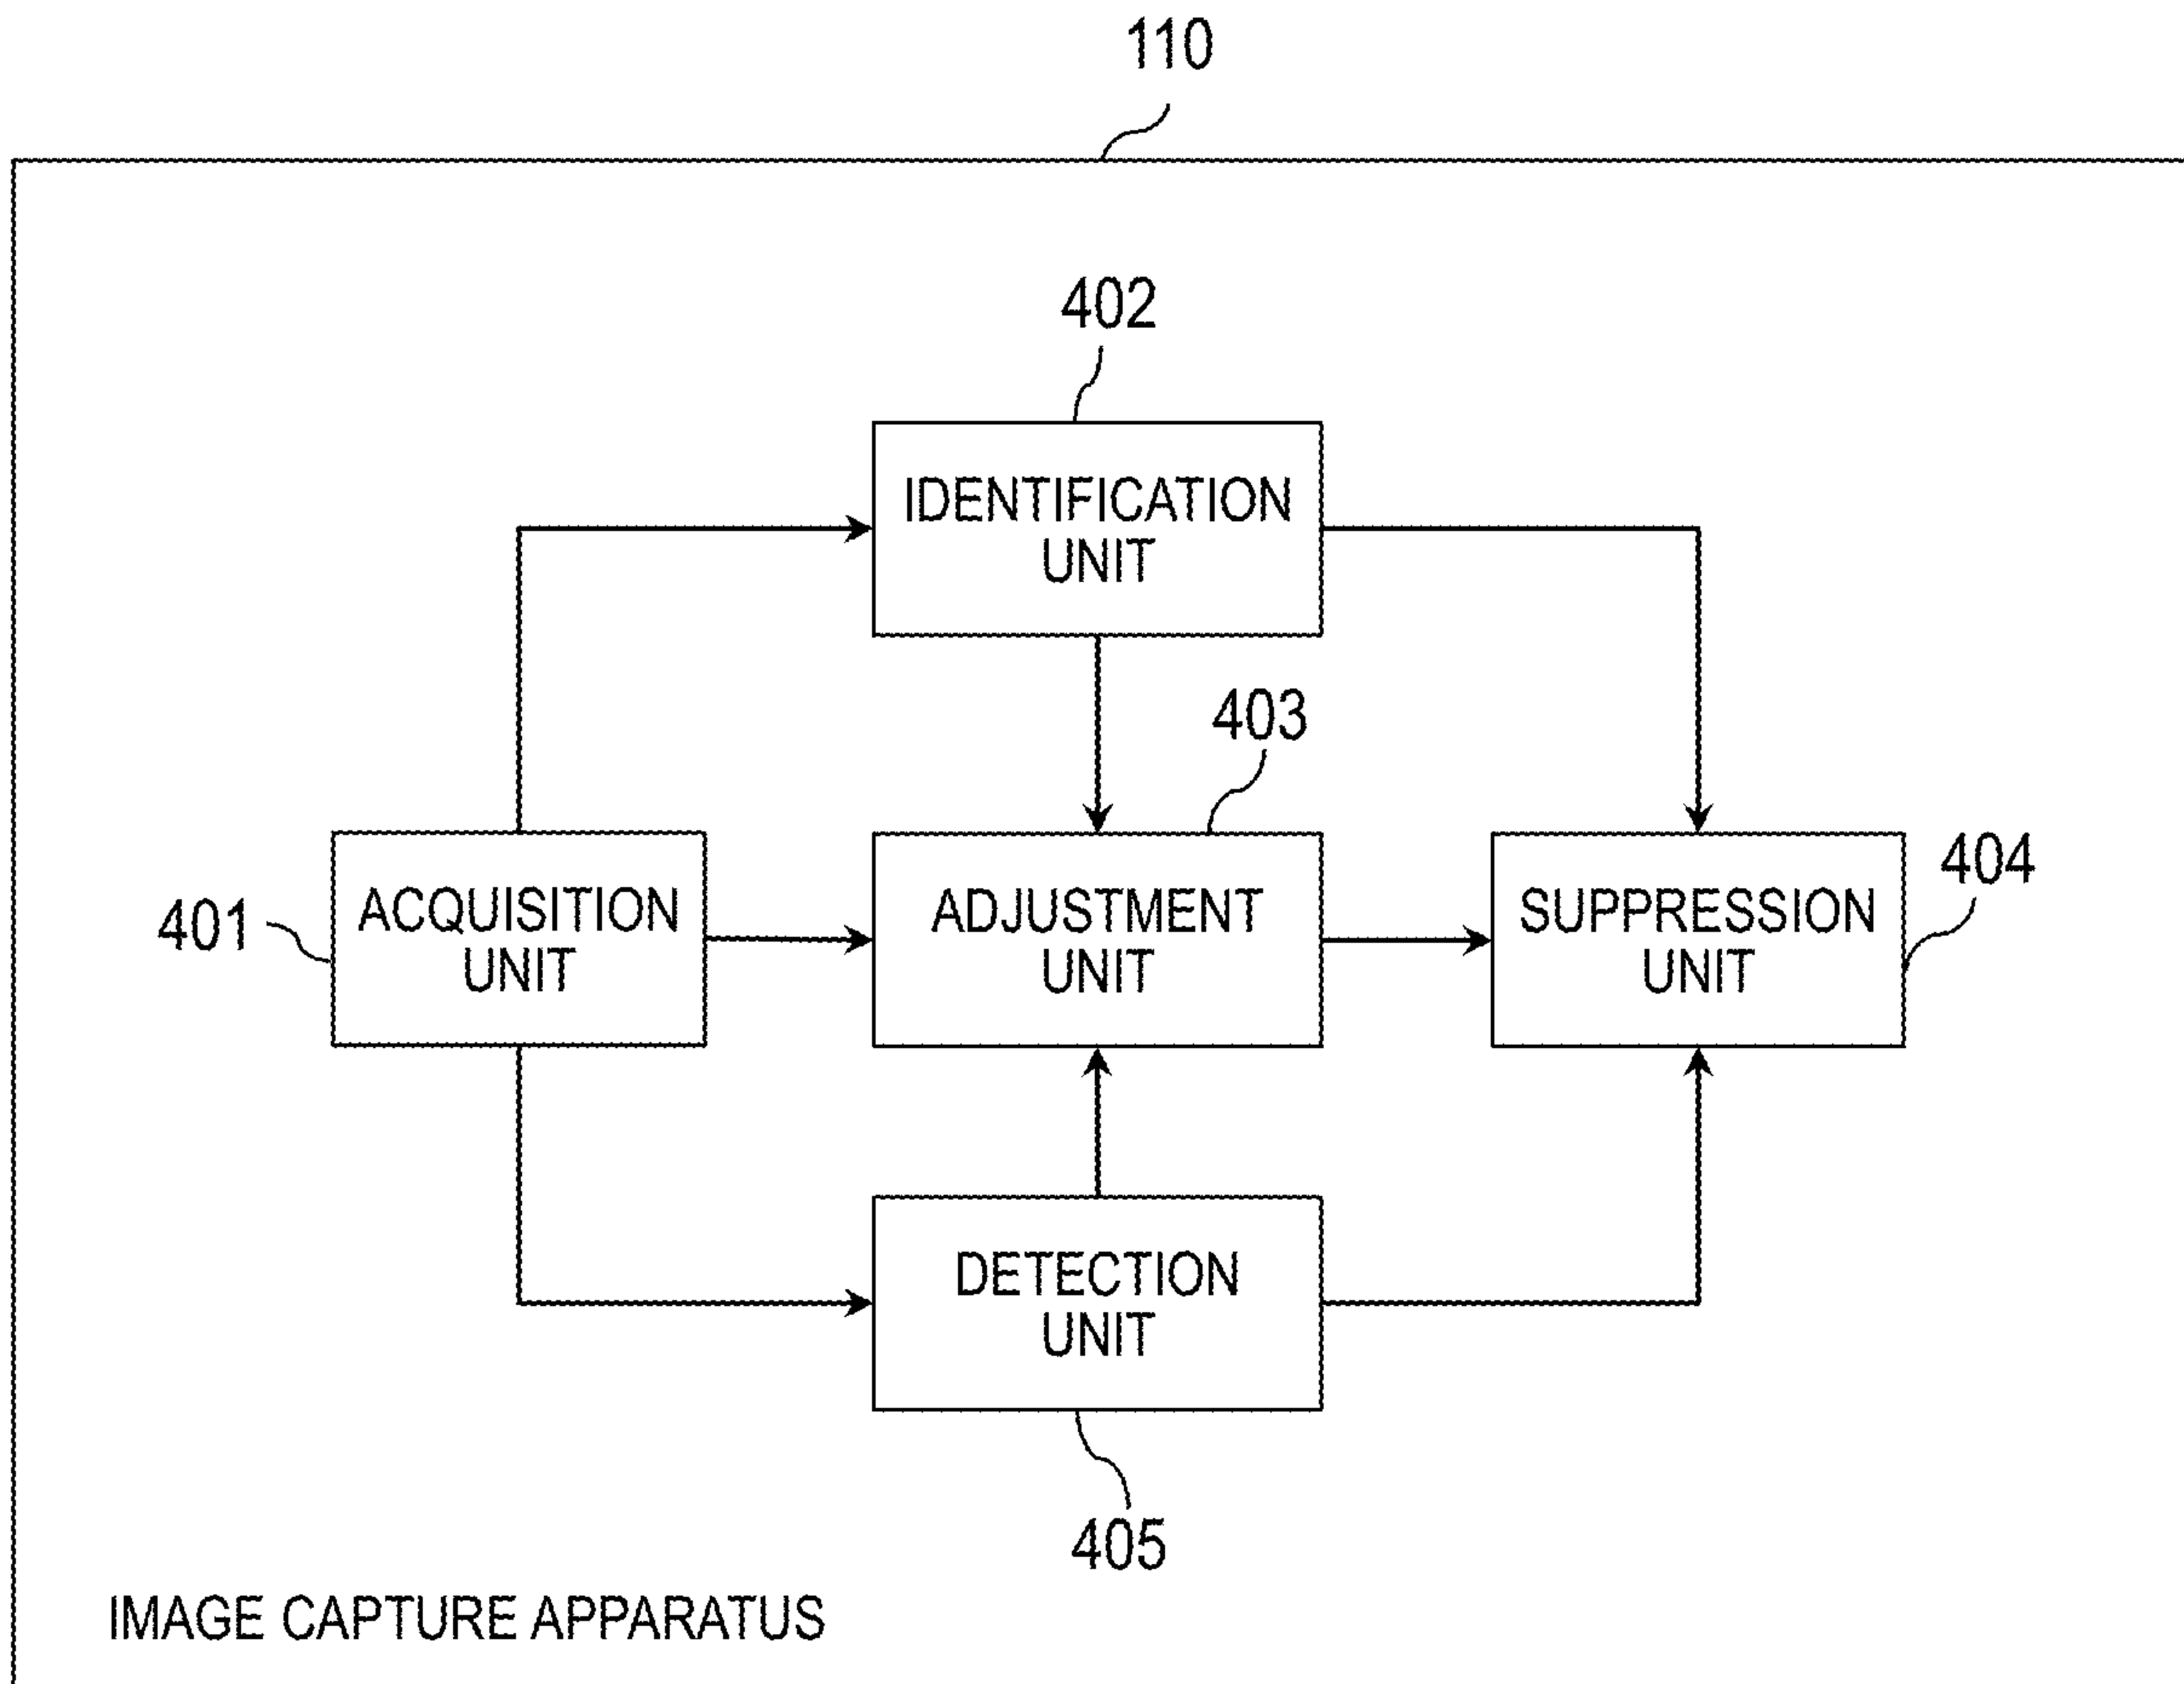 110
402
IDENTIFICATION
UNIT
403
401
ACQUISITION
UNIT
ADJUSTMENT
UNIT
SUPPRESSION
UNIT
404
DETECTION
UNIT
405
IMAGE CAPTURE APPARATUS